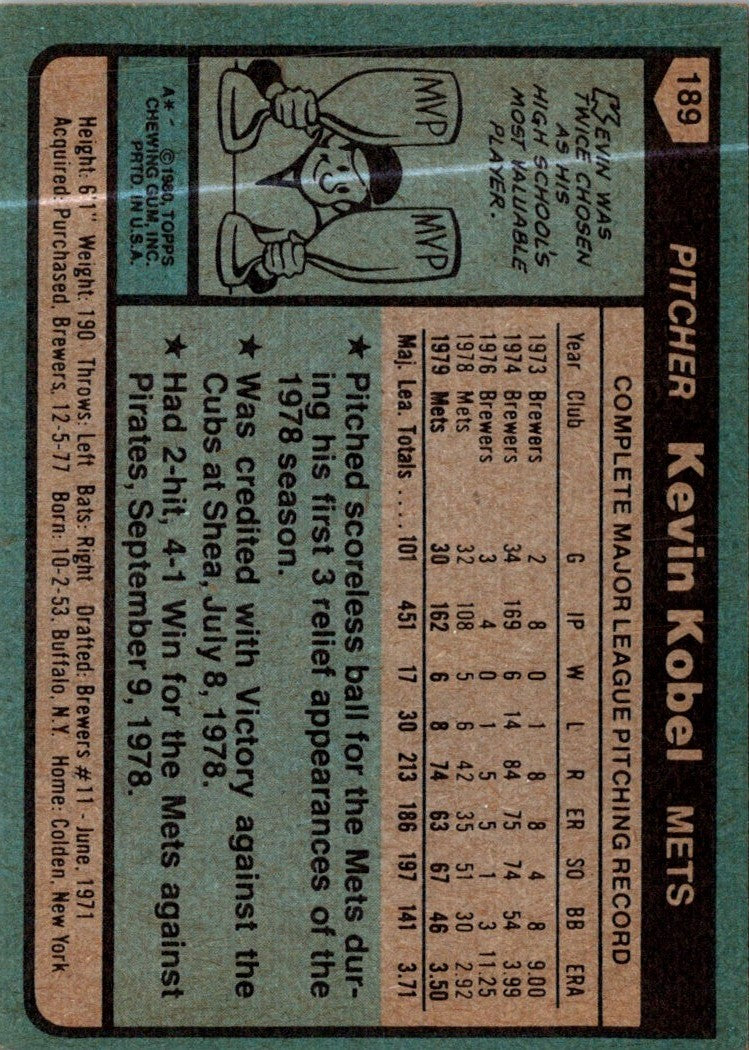 189 PITCHER Kevin Kobel METS
KEVIN WAS
TWICE CHOSEN
AS HIS
HIGH SCHOOL'S
MOST VALUABLE
PLAYER.
MVP MVP
A✶ © 1980, TOPPS
CHEWING GUM, INC.
PRTD. IN U.S.A.
COMPLETE MAJOR LEAGUE PITCHING RECORD
Year Club G IP W L R ER SO BB ERA
1973 Brewers 2 8 0 1 8 8 4 8 9.00
1974 Brewers 34 169 6 14 84 75 74 54 3.99
1976 Brewers 3 4 0 1 5 5 1 3 11.25
1978 Mets 32 108 5 6 42 35 51 30 2.92
1979 Mets 30 162 6 8 74 63 67 46 3.50
Maj. Lea. Totals .... 101 451 17 30 213 186 197 141 3.71
★ Pitched scoreless ball for the Mets dur-
ing his first 3 relief appearances of the
1978 season.
★ Was credited with Victory against the
Cubs at Shea, July 8, 1978.
★ Had 2-hit, 4-1 Win for the Mets against
Pirates, September 9, 1978.
Height: 6'1" Weight: 190 Throws: Left Bats: Right Drafted: Brewers #11 - June, 1971
Acquired: Purchased, Brewers, 12-5-77 Born: 10-2-53, Buffalo, N.Y. Home: Colden, New York